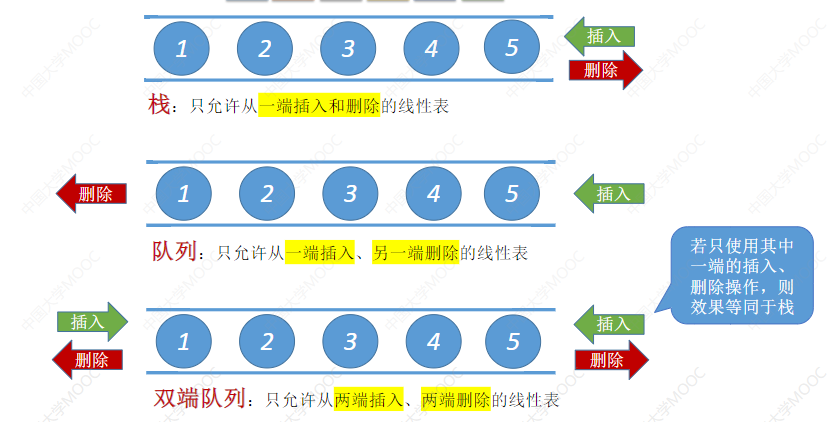 1 2 3 4 5
插入
删除
栈：只允许从一端插入和删除的线性表
删除
1 2 3 4 5
插入
队列：只允许从一端插入、另一端删除的线性表
若只使用其中
一端的插入、
删除操作，则
效果等同于栈
插入
删除
1 2 3 4 5
插入
删除
双端队列：只允许从两端插入、两端删除的线性表
中国大学MOOC